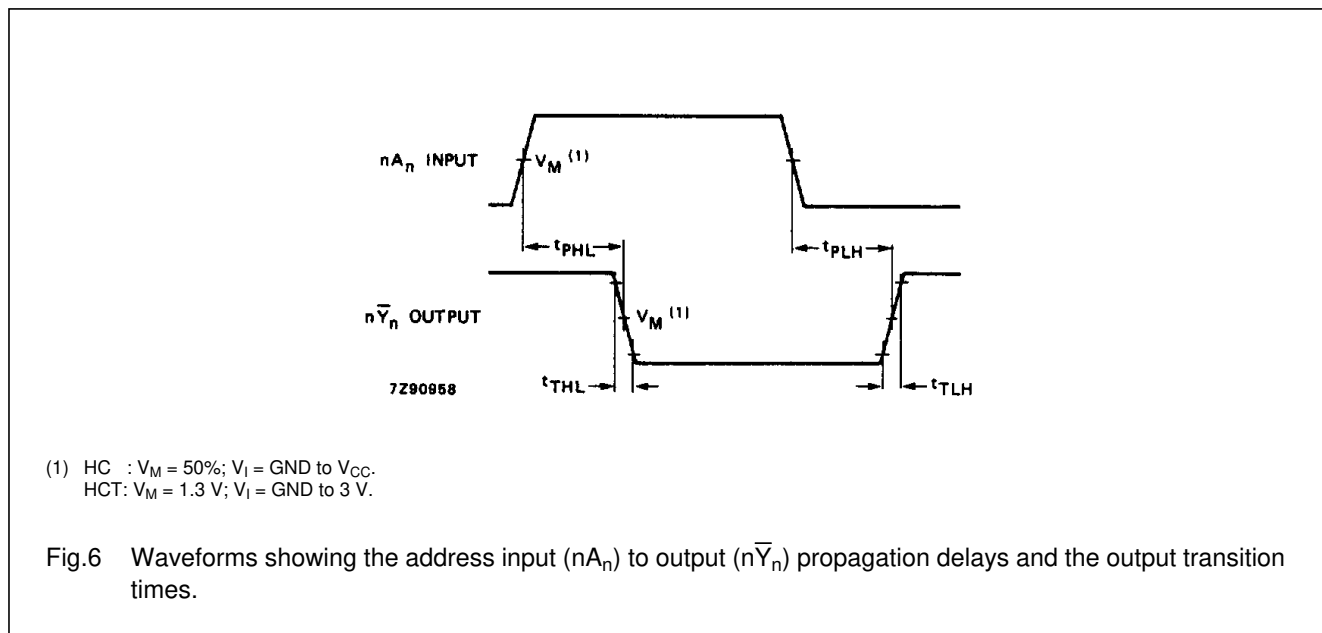 nAn INPUT
VM (1)
tPHL
tPLH
nY̅n OUTPUT
VM (1)
tTHL
tTLH
7Z90958
(1) HC : VM = 50%; VI = GND to VCC.
HCT: VM = 1.3 V; VI = GND to 3 V.
Fig.6 Waveforms showing the address input (nAn) to output (nY̅n) propagation delays and the output transition
times.